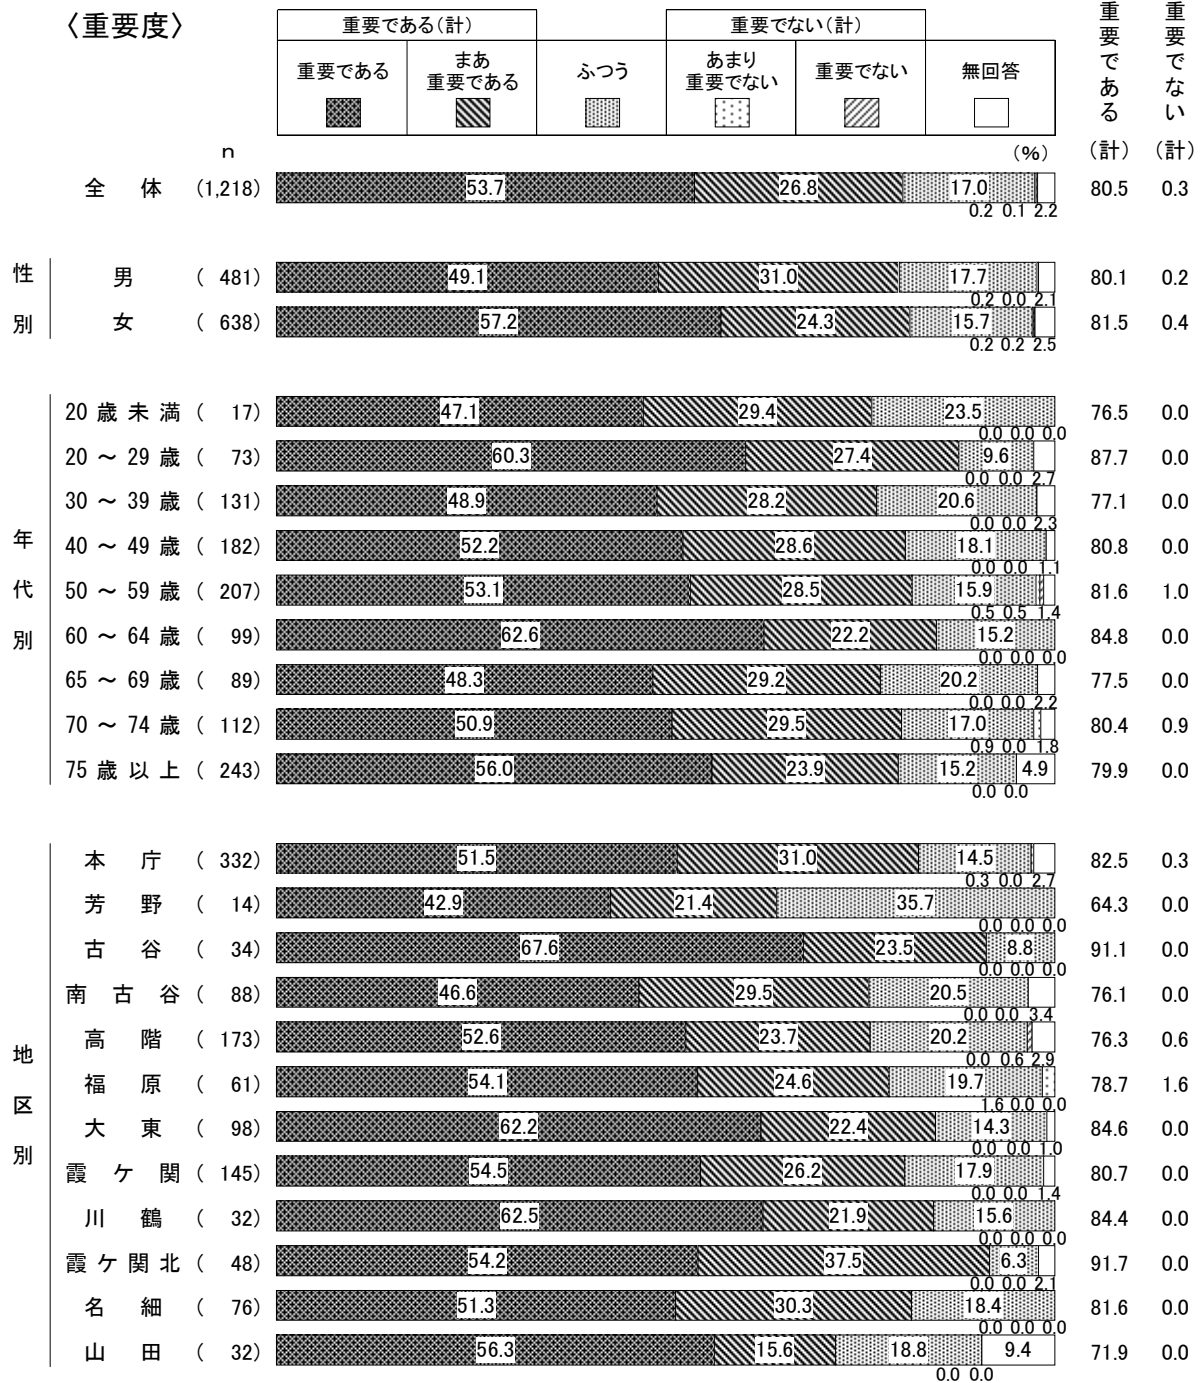 〈重要度〉
重要である(計)
重要でない(計)
重要である
まあ
重要である
ふつう
あまり
重要でない
重要でない
無回答
重要である(計)
重要でない(計)
n
(%)
全体 (1,218) 53.7 26.8 17.0 80.5 0.3
0.2 0.1 2.2
性別
男 ( 481) 49.1 31.0 17.7 80.1 0.2
0.2 0.0 2.1
女 ( 638) 57.2 24.3 15.7 81.5 0.4
0.2 0.2 2.5
年代別
20歳未満 ( 17) 47.1 29.4 23.5 76.5 0.0
0.0 0.0 0.0
20～29歳 ( 73) 60.3 27.4 9.6 87.7 0.0
0.0 0.0 2.7
30～39歳 ( 131) 48.9 28.2 20.6 77.1 0.0
0.0 0.0 2.3
40～49歳 ( 182) 52.2 28.6 18.1 80.8 0.0
0.0 0.0 1.1
50～59歳 ( 207) 53.1 28.5 15.9 81.6 1.0
0.5 0.5 1.4
60～64歳 ( 99) 62.6 22.2 15.2 84.8 0.0
0.0 0.0 0.0
65～69歳 ( 89) 48.3 29.2 20.2 77.5 0.0
0.0 0.0 2.2
70～74歳 ( 112) 50.9 29.5 17.0 80.4 0.9
0.9 0.0 1.8
75歳以上 ( 243) 56.0 23.9 15.2 4.9 79.9 0.0
0.0 0.0
地区別
本庁 ( 332) 51.5 31.0 14.5 82.5 0.3
0.3 0.0 2.7
芳野 ( 14) 42.9 21.4 35.7 64.3 0.0
0.0 0.0 0.0
古谷 ( 34) 67.6 23.5 8.8 91.1 0.0
0.0 0.0 0.0
南古谷 ( 88) 46.6 29.5 20.5 76.1 0.0
0.0 0.0 3.4
高階 ( 173) 52.6 23.7 20.2 76.3 0.6
0.0 0.6 2.9
福原 ( 61) 54.1 24.6 19.7 78.7 1.6
1.6 0.0 0.0
大東 ( 98) 62.2 22.4 14.3 84.6 0.0
0.0 0.0 1.0
霞ケ関 ( 145) 54.5 26.2 17.9 80.7 0.0
0.0 0.0 1.4
川鶴 ( 32) 62.5 21.9 15.6 84.4 0.0
0.0 0.0 0.0
霞ケ関北 ( 48) 54.2 37.5 6.3 91.7 0.0
0.0 0.0 2.1
名細 ( 76) 51.3 30.3 18.4 81.6 0.0
0.0 0.0 0.0
山田 ( 32) 56.3 15.6 18.8 9.4 71.9 0.0
0.0 0.0